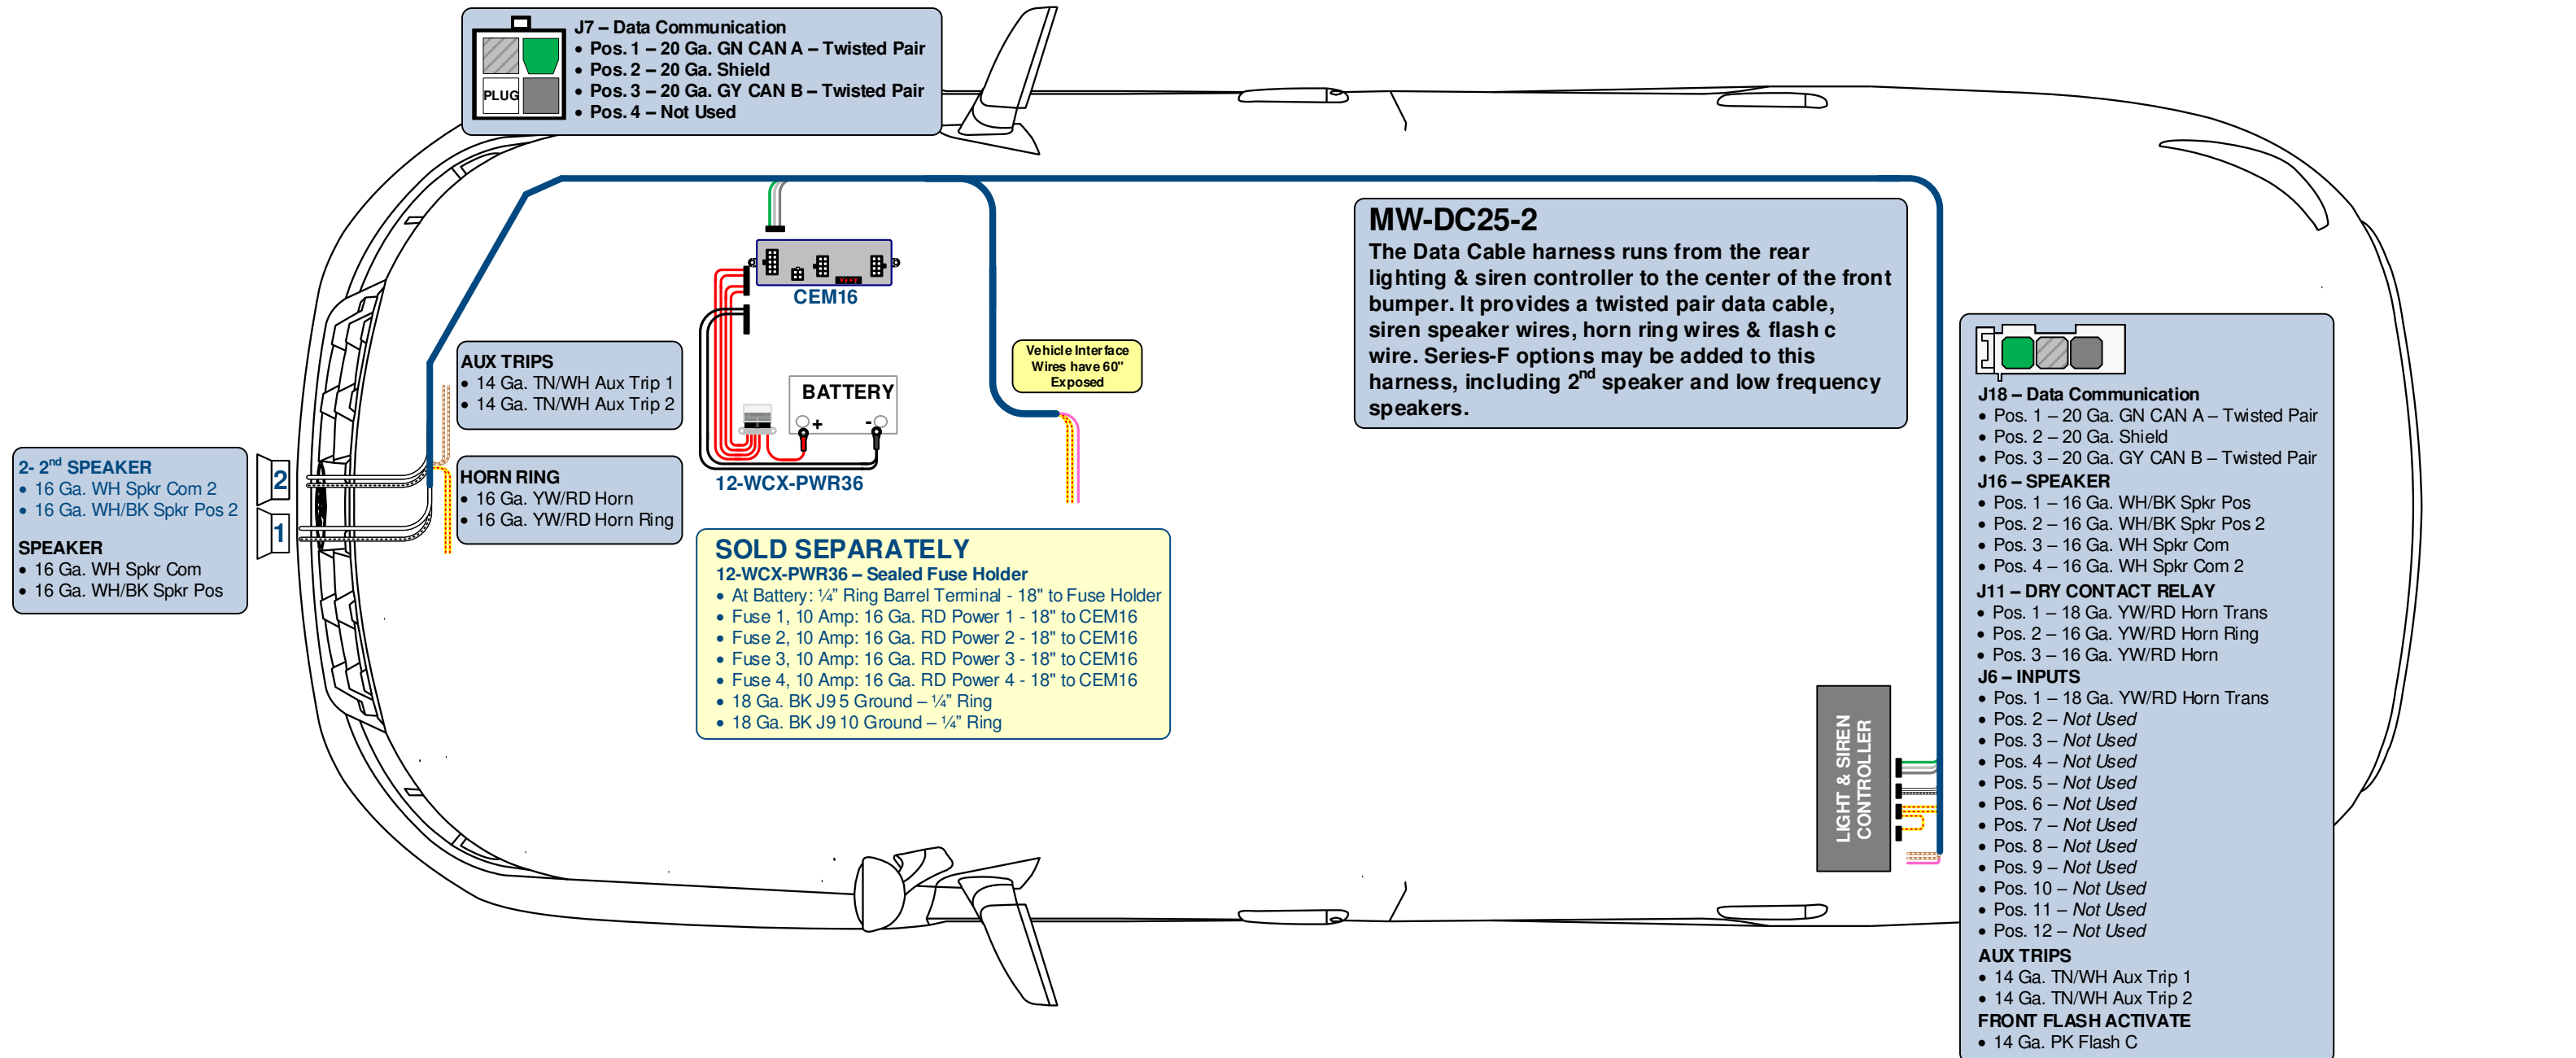 J7 – Data Communication
• Pos. 1 – 20 Ga. GN CAN A – Twisted Pair
• Pos. 2 – 20 Ga. Shield
• Pos. 3 – 20 Ga. GY CAN B – Twisted Pair
• Pos. 4 – Not Used
PLUG
CEM16
BATTERY
+
-
12-WCX-PWR36
Vehicle Interface
Wires have 60"
Exposed
MW-DC25-2
The Data Cable harness runs from the rear
lighting & siren controller to the center of the front
bumper. It provides a twisted pair data cable,
siren speaker wires, horn ring wires & flash c
wire. Series-F options may be added to this
harness, including 2nd speaker and low frequency
speakers.
AUX TRIPS
• 14 Ga. TN/WH Aux Trip 1
• 14 Ga. TN/WH Aux Trip 2
HORN RING
• 16 Ga. YW/RD Horn
• 16 Ga. YW/RD Horn Ring
2- 2nd SPEAKER
• 16 Ga. WH Spkr Com 2
• 16 Ga. WH/BK Spkr Pos 2
SPEAKER
• 16 Ga. WH Spkr Com
• 16 Ga. WH/BK Spkr Pos
2
1
SOLD SEPARATELY
12-WCX-PWR36 – Sealed Fuse Holder
• At Battery: ¼” Ring Barrel Terminal - 18" to Fuse Holder
• Fuse 1, 10 Amp: 16 Ga. RD Power 1 - 18" to CEM16
• Fuse 2, 10 Amp: 16 Ga. RD Power 2 - 18" to CEM16
• Fuse 3, 10 Amp: 16 Ga. RD Power 3 - 18" to CEM16
• Fuse 4, 10 Amp: 16 Ga. RD Power 4 - 18" to CEM16
• 18 Ga. BK J9 5 Ground – ¼” Ring
• 18 Ga. BK J9 10 Ground – ¼” Ring
LIGHT & SIREN
CONTROLLER
J18 – Data Communication
• Pos. 1 – 20 Ga. GN CAN A – Twisted Pair
• Pos. 2 – 20 Ga. Shield
• Pos. 3 – 20 Ga. GY CAN B – Twisted Pair
J16 – SPEAKER
• Pos. 1 – 16 Ga. WH/BK Spkr Pos
• Pos. 2 – 16 Ga. WH/BK Spkr Pos 2
• Pos. 3 – 16 Ga. WH Spkr Com
• Pos. 4 – 16 Ga. WH Spkr Com 2
J11 – DRY CONTACT RELAY
• Pos. 1 – 18 Ga. YW/RD Horn Trans
• Pos. 2 – 16 Ga. YW/RD Horn Ring
• Pos. 3 – 16 Ga. YW/RD Horn
J6 – INPUTS
• Pos. 1 – 18 Ga. YW/RD Horn Trans
• Pos. 2 – Not Used
• Pos. 3 – Not Used
• Pos. 4 – Not Used
• Pos. 5 – Not Used
• Pos. 6 – Not Used
• Pos. 7 – Not Used
• Pos. 8 – Not Used
• Pos. 9 – Not Used
• Pos. 10 – Not Used
• Pos. 11 – Not Used
• Pos. 12 – Not Used
AUX TRIPS
• 14 Ga. TN/WH Aux Trip 1
• 14 Ga. TN/WH Aux Trip 2
FRONT FLASH ACTIVATE
• 14 Ga. PK Flash C